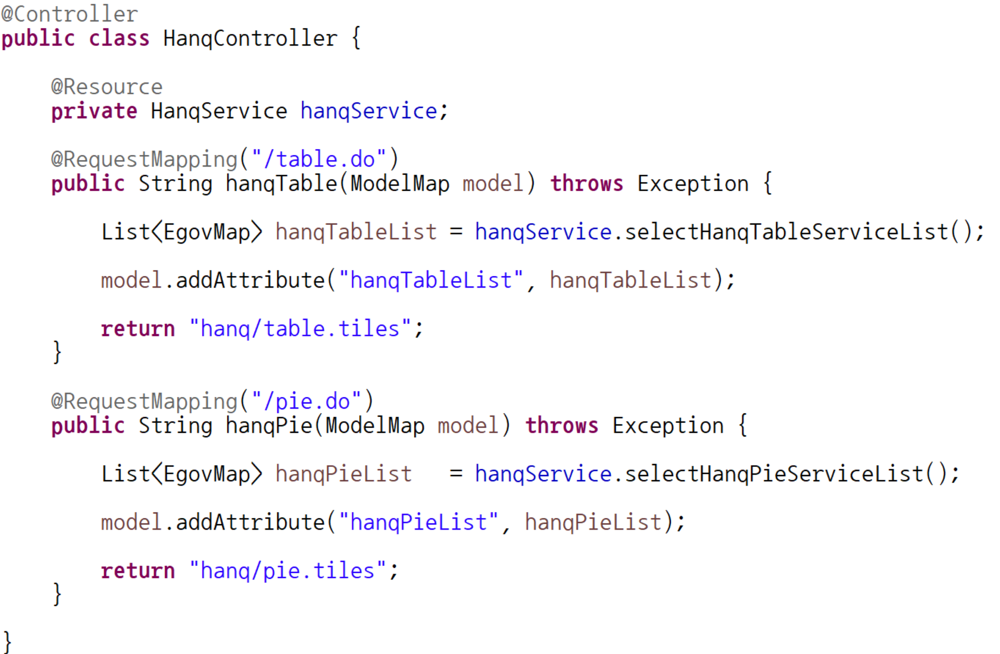 @Controller
public class HanqController {
@Resource
private HanqService hanqService;
@RequestMapping("/table.do")
public String hanqTable(ModelMap model) throws Exception {
List<EgovMap> hanqTableList = hanqService.selectHanqTableServiceList();
model.addAttribute("hanqTableList", hanqTableList);
return "hanq/table.tiles";
}
@RequestMapping("/pie.do")
public String hanqPie(ModelMap model) throws Exception {
List<EgovMap> hanqPieList   = hanqService.selectHanqPieServiceList();
model.addAttribute("hanqPieList", hanqPieList);
return "hanq/pie.tiles";
}
}